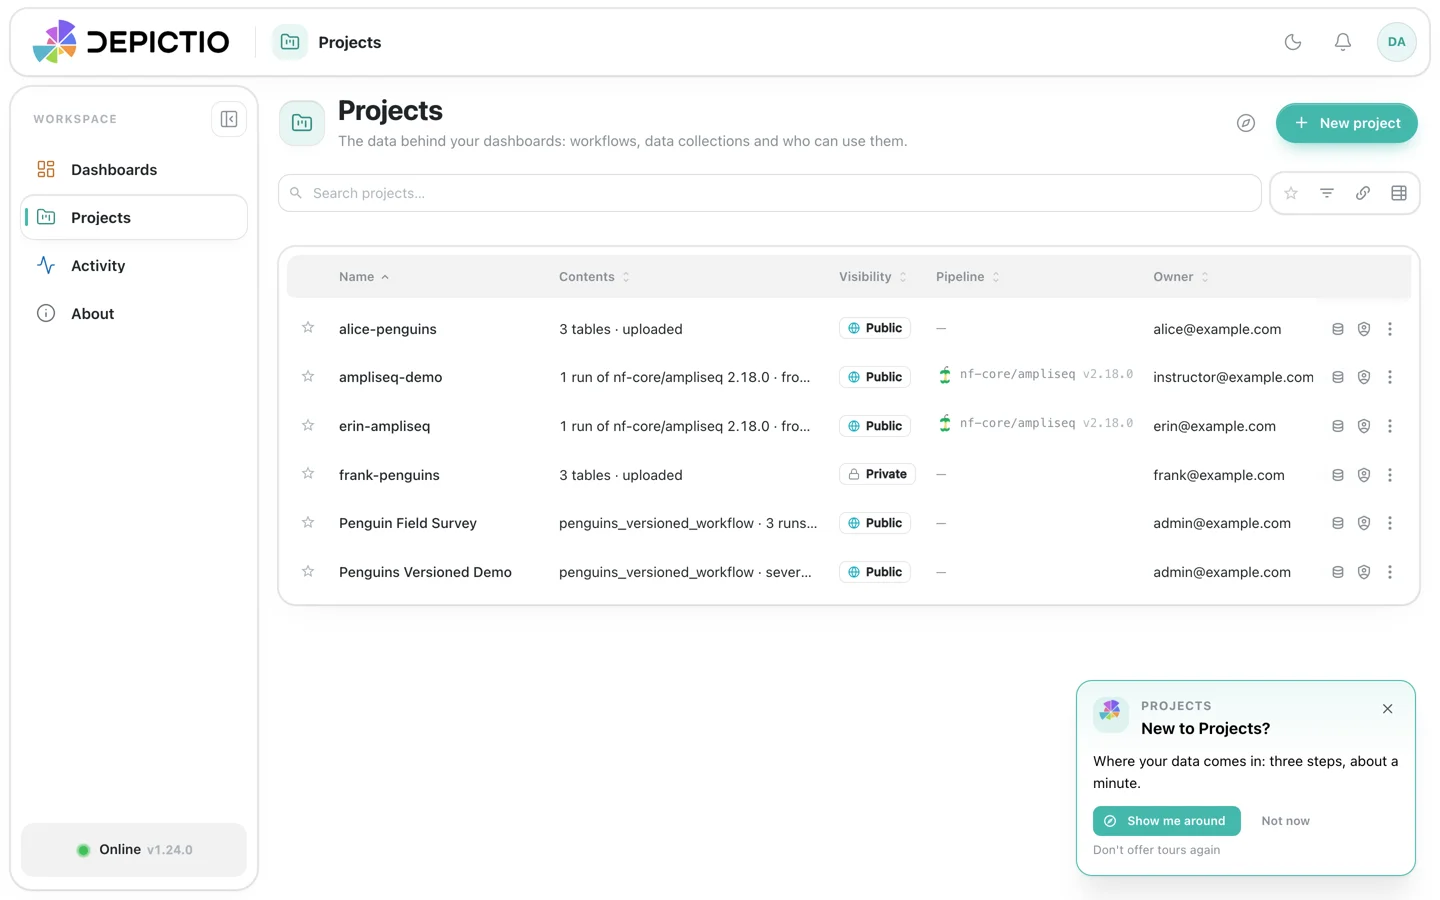 DEPICTIO
Projects
DA
WORKSPACE
Dashboards
Projects
Activity
About
Online v1.24.0
Projects
The data behind your dashboards: workflows, data collections and who can use them.
New project
Search projects...
Name Contents Visibility Pipeline Owner
alice-penguins 3 tables · uploaded Public — alice@example.com
ampliseq-demo 1 run of nf-core/ampliseq 2.18.0 · fro... Public nf-core/ampliseq v2.18.0 instructor@example.com
erin-ampliseq 1 run of nf-core/ampliseq 2.18.0 · fro... Public nf-core/ampliseq v2.18.0 erin@example.com
frank-penguins 3 tables · uploaded Private — frank@example.com
Penguin Field Survey penguins_versioned_workflow · 3 runs... Public — admin@example.com
Penguins Versioned Demo penguins_versioned_workflow · sever... Public — admin@example.com
PROJECTS
New to Projects?
Where your data comes in: three steps, about a
minute.
Show me around Not now
Don't offer tours again